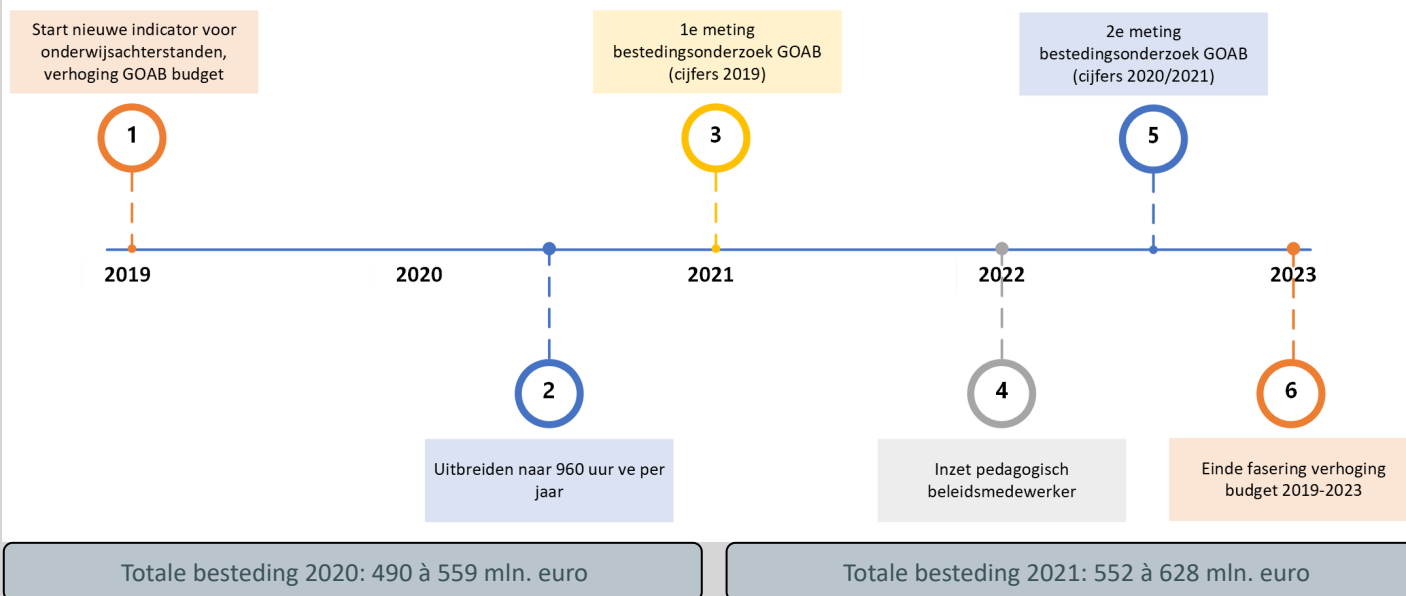 Start nieuwe indicator voor
onderwijsachterstanden,
verhoging GOAB budget
1e meting
bestedingsonderzoek GOAB
(cijfers 2019)
2e meting
bestedingsonderzoek GOAB
(cijfers 2020/2021)
1
3
5
2019
2020
2021
2022
2023
2
4
6
Uitbreiden naar 960 uur ve per
jaar
Inzet pedagogisch
beleidsmedewerker
Einde fasering verhoging
budget 2019-2023
Totale besteding 2020: 490 à 559 mln. euro
Totale besteding 2021: 552 à 628 mln. euro